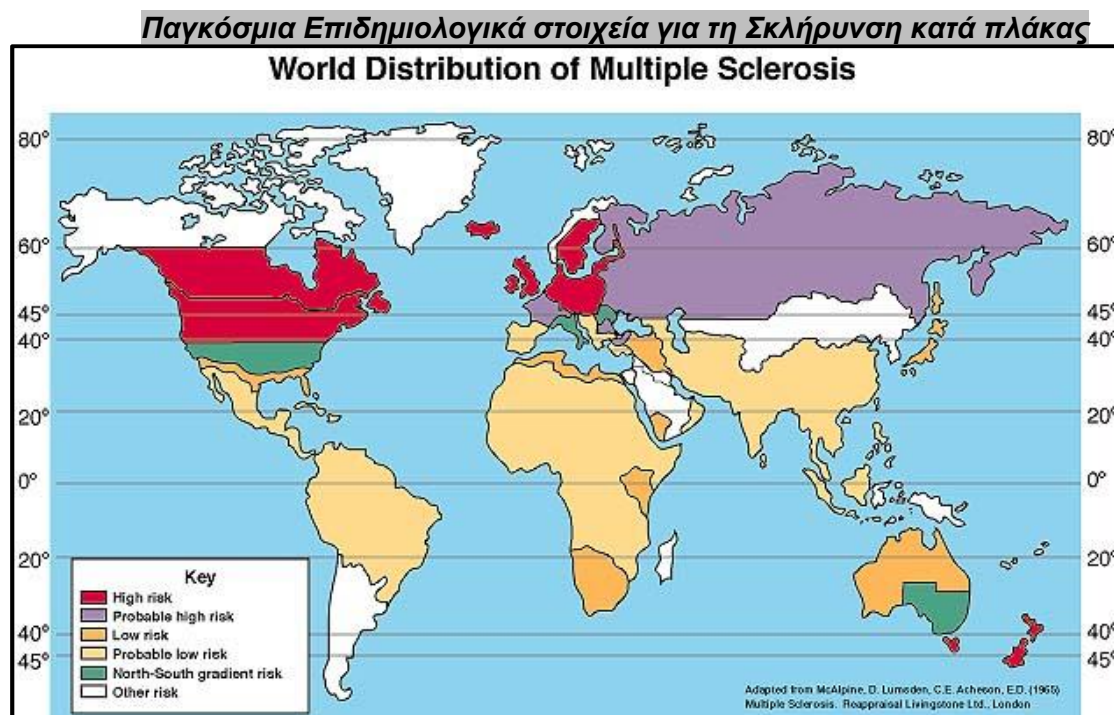 Παγκόσμια Επιδημιολογικά στοιχεία για τη Σκλήρυνση κατά πλάκας
World Distribution of Multiple Sclerosis
80° 80°
60° 60°
45° 45°
40° 40°
20° 20°
0° 0°
20° 20°
40° 40°
45° 45°
Key
High risk
Probable high risk
Low risk
Probable low risk
North-South gradient risk
Other risk
Adapted from McAlpine, D. Lumsden, C.E. Acheson, E.D. (1965)
Multiple Sclerosis. Reappraisal Livingstone Ltd., London